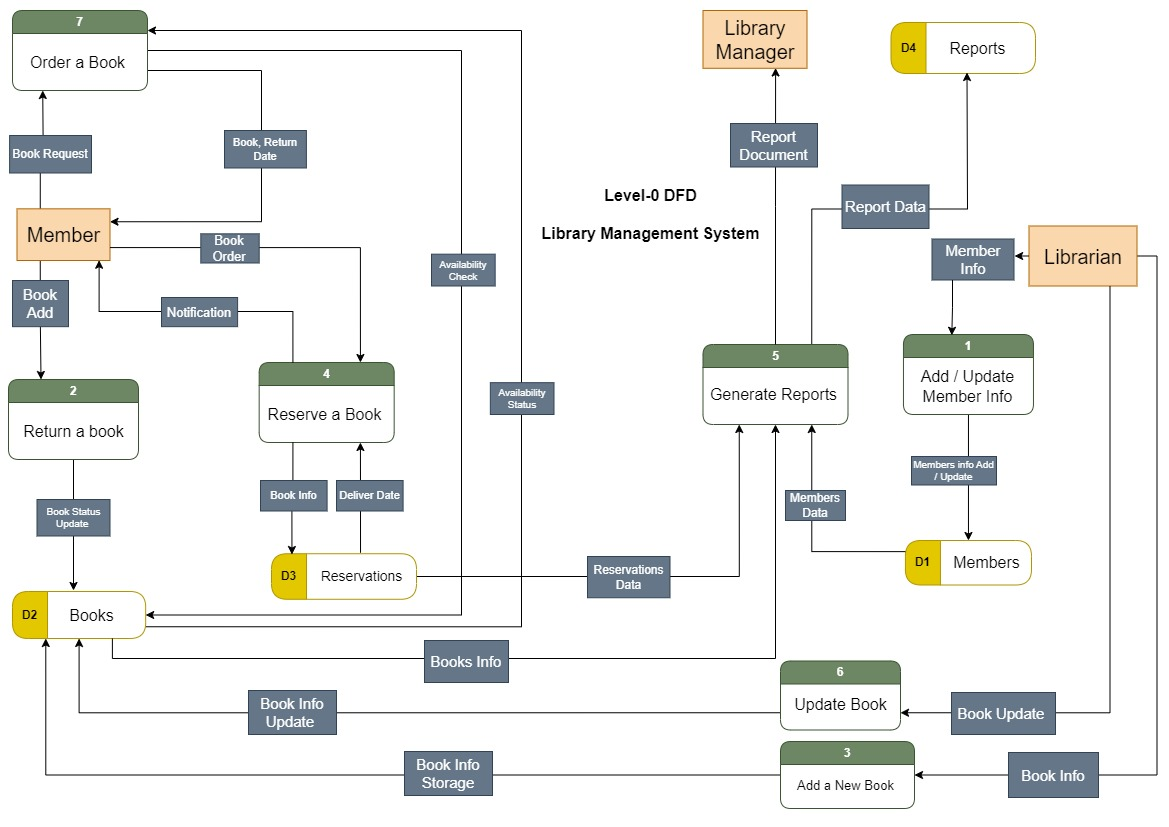 7
Order a Book
Library
Manager
D4
Reports
Book Request
Book, Return
Date
Report
Document
Level-0 DFD
Library Management System
Report Data
Member
Book
Order
Member
Info
Librarian
Availability
Check
Book
Add
Notification
5
Generate Reports
1
Add / Update
Member Info
4
Reserve a Book
2
Return a book
Availability
Status
Members info Add
/ Update
Book Info
Deliver Date
Members
Data
Book Status
Update
D3
Reservations
Reservations
Data
D1
Members
D2
Books
Books Info
6
Update Book
Book Info
Update
Book Update
3
Add a New Book
Book Info
Storage
Book Info